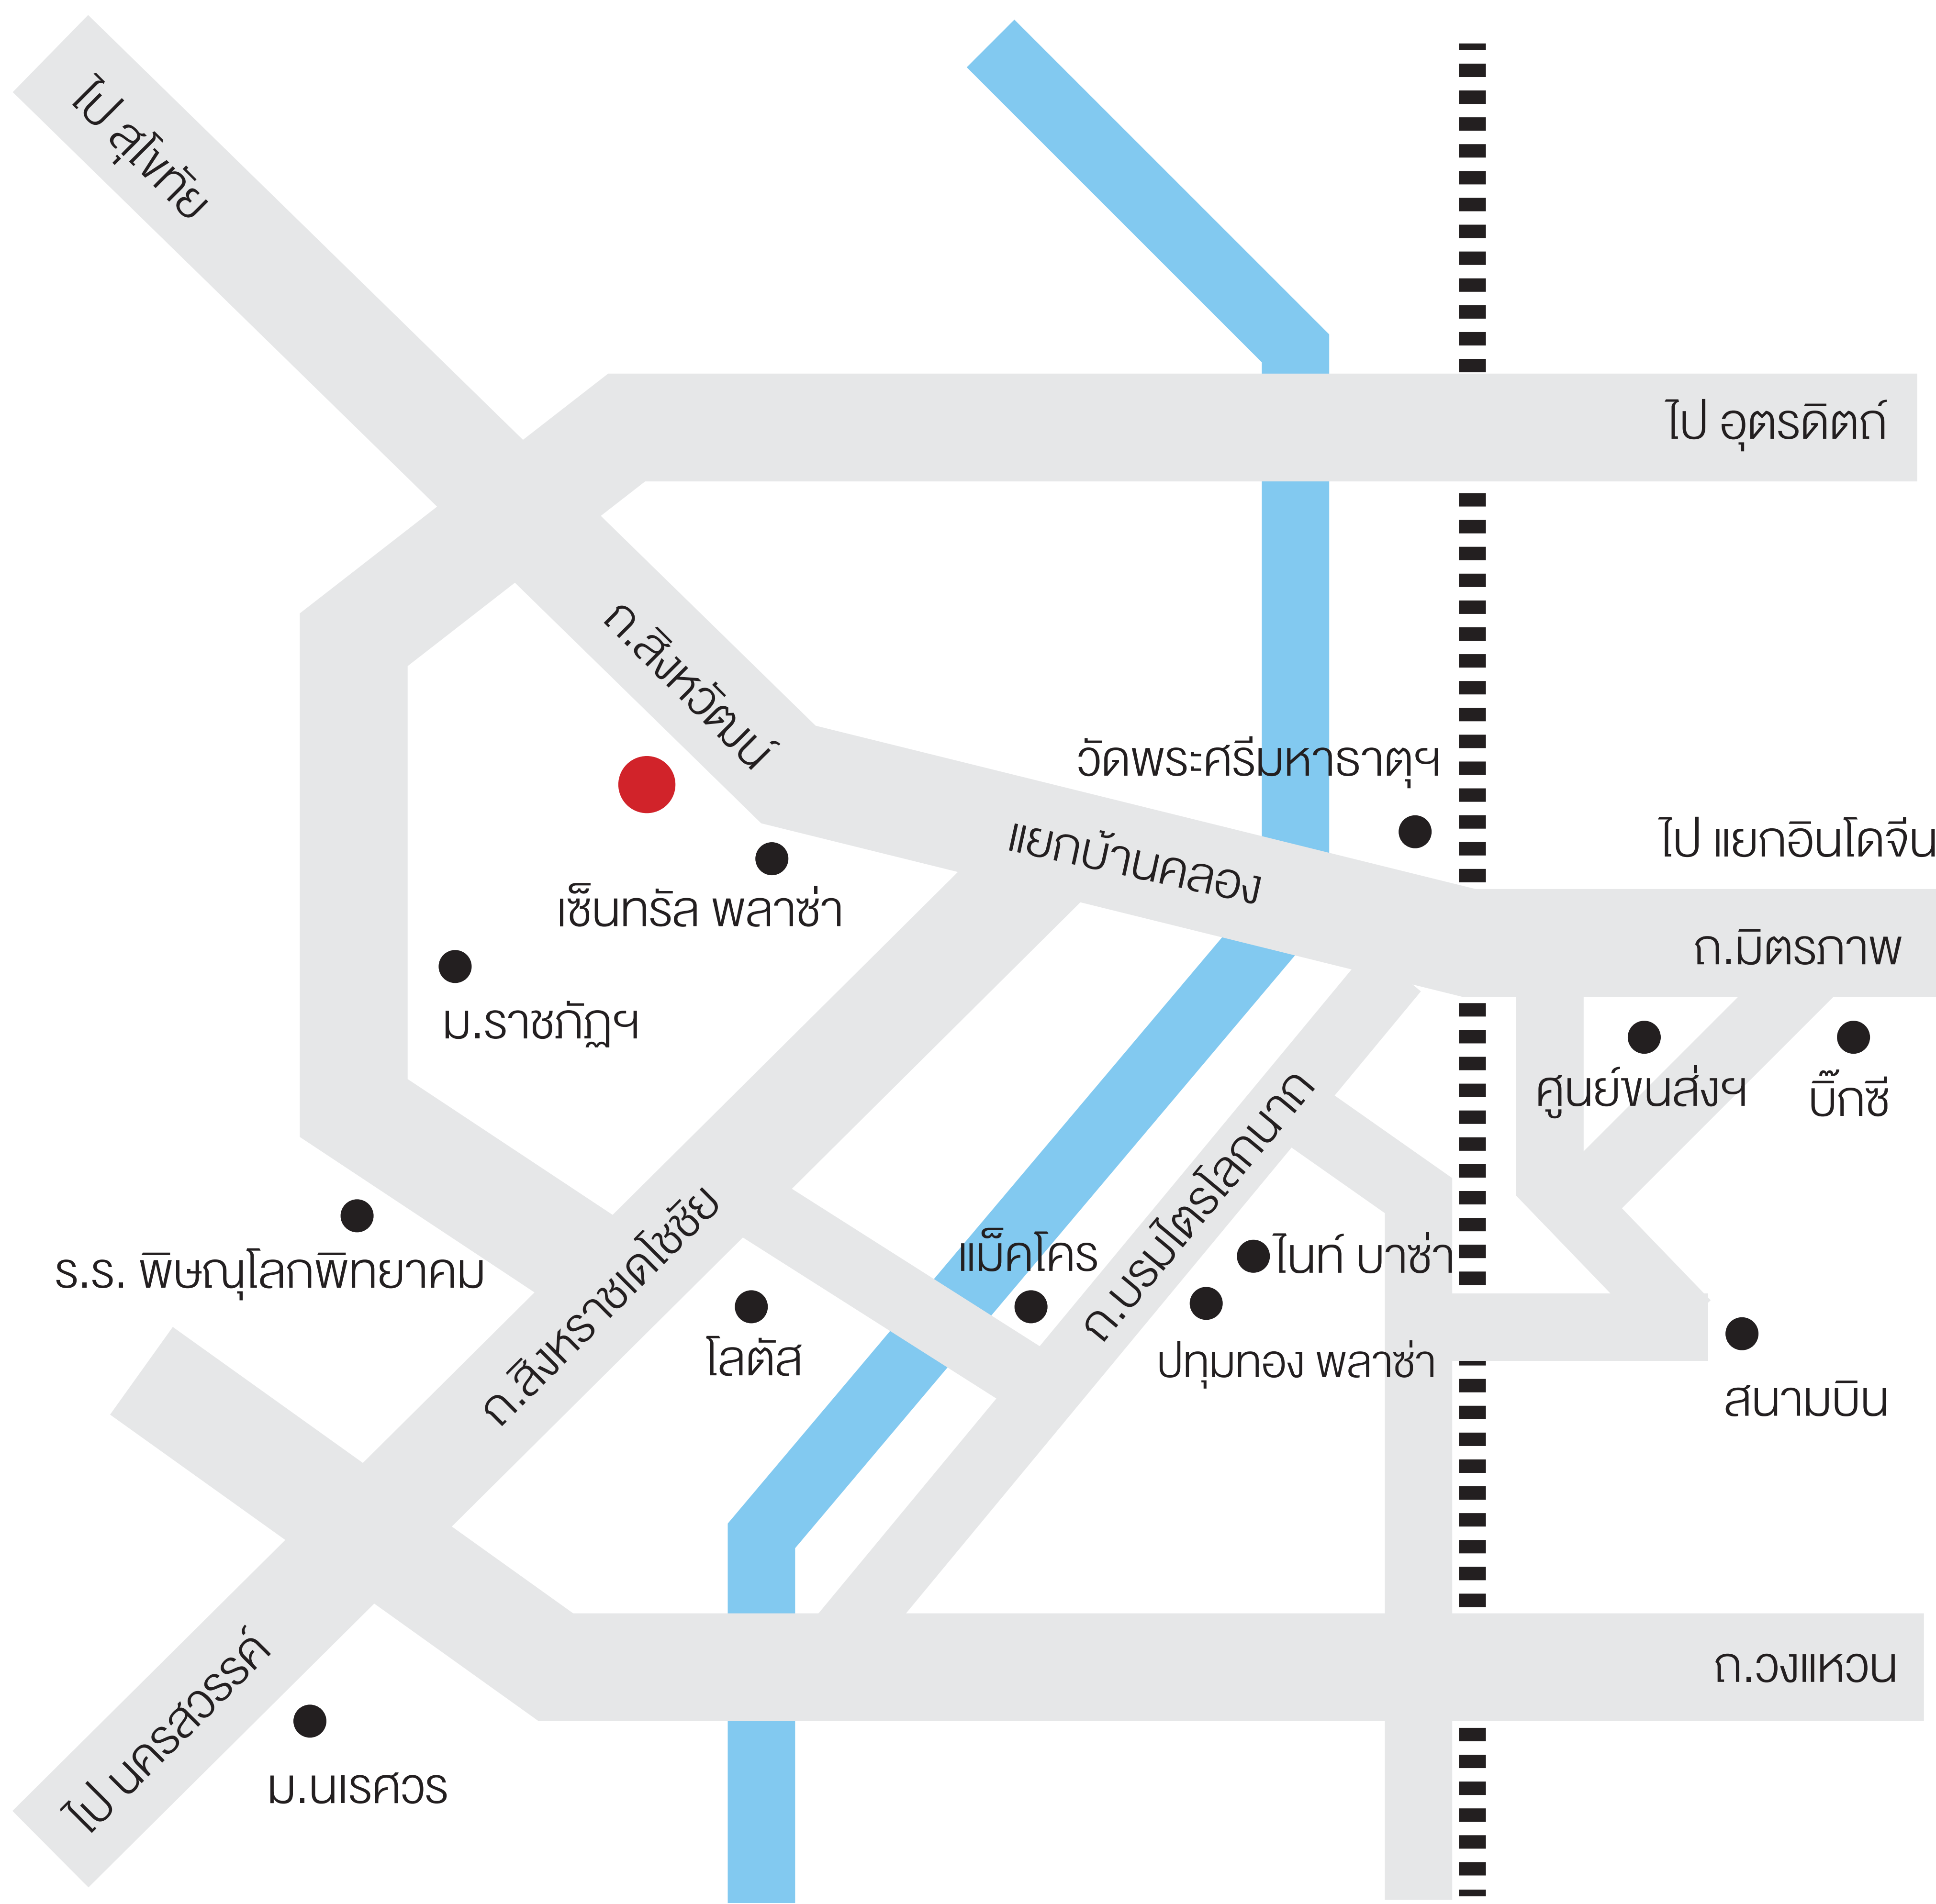 ไป สุโขทัย
ไป อุตรดิตถ์
ถ.สิงหวัฒน์
วัดพระศรีมหาธาตุฯ
ไป แยกอินโดจีน
แยกบ้านคลอง
เซ็นทรัล พลาซ่า
ถ.มิตรภาพ
ม.ราชภัฏฯ
ศูนย์ขนส่งฯ
บิ๊กซี
ถ.บรมไตรโลกนาถ
ร.ร. พิษณุโลกพิทยาคม
ถ.สิงหราชเดโชชัย
แม็คโคร
ไนท์ บาซ่า
โลตัส
ปทุมทอง พลาซ่า
สนามบิน
ถ.วงแหวน
ไป นครสวรรค์
ม.นเรศวร